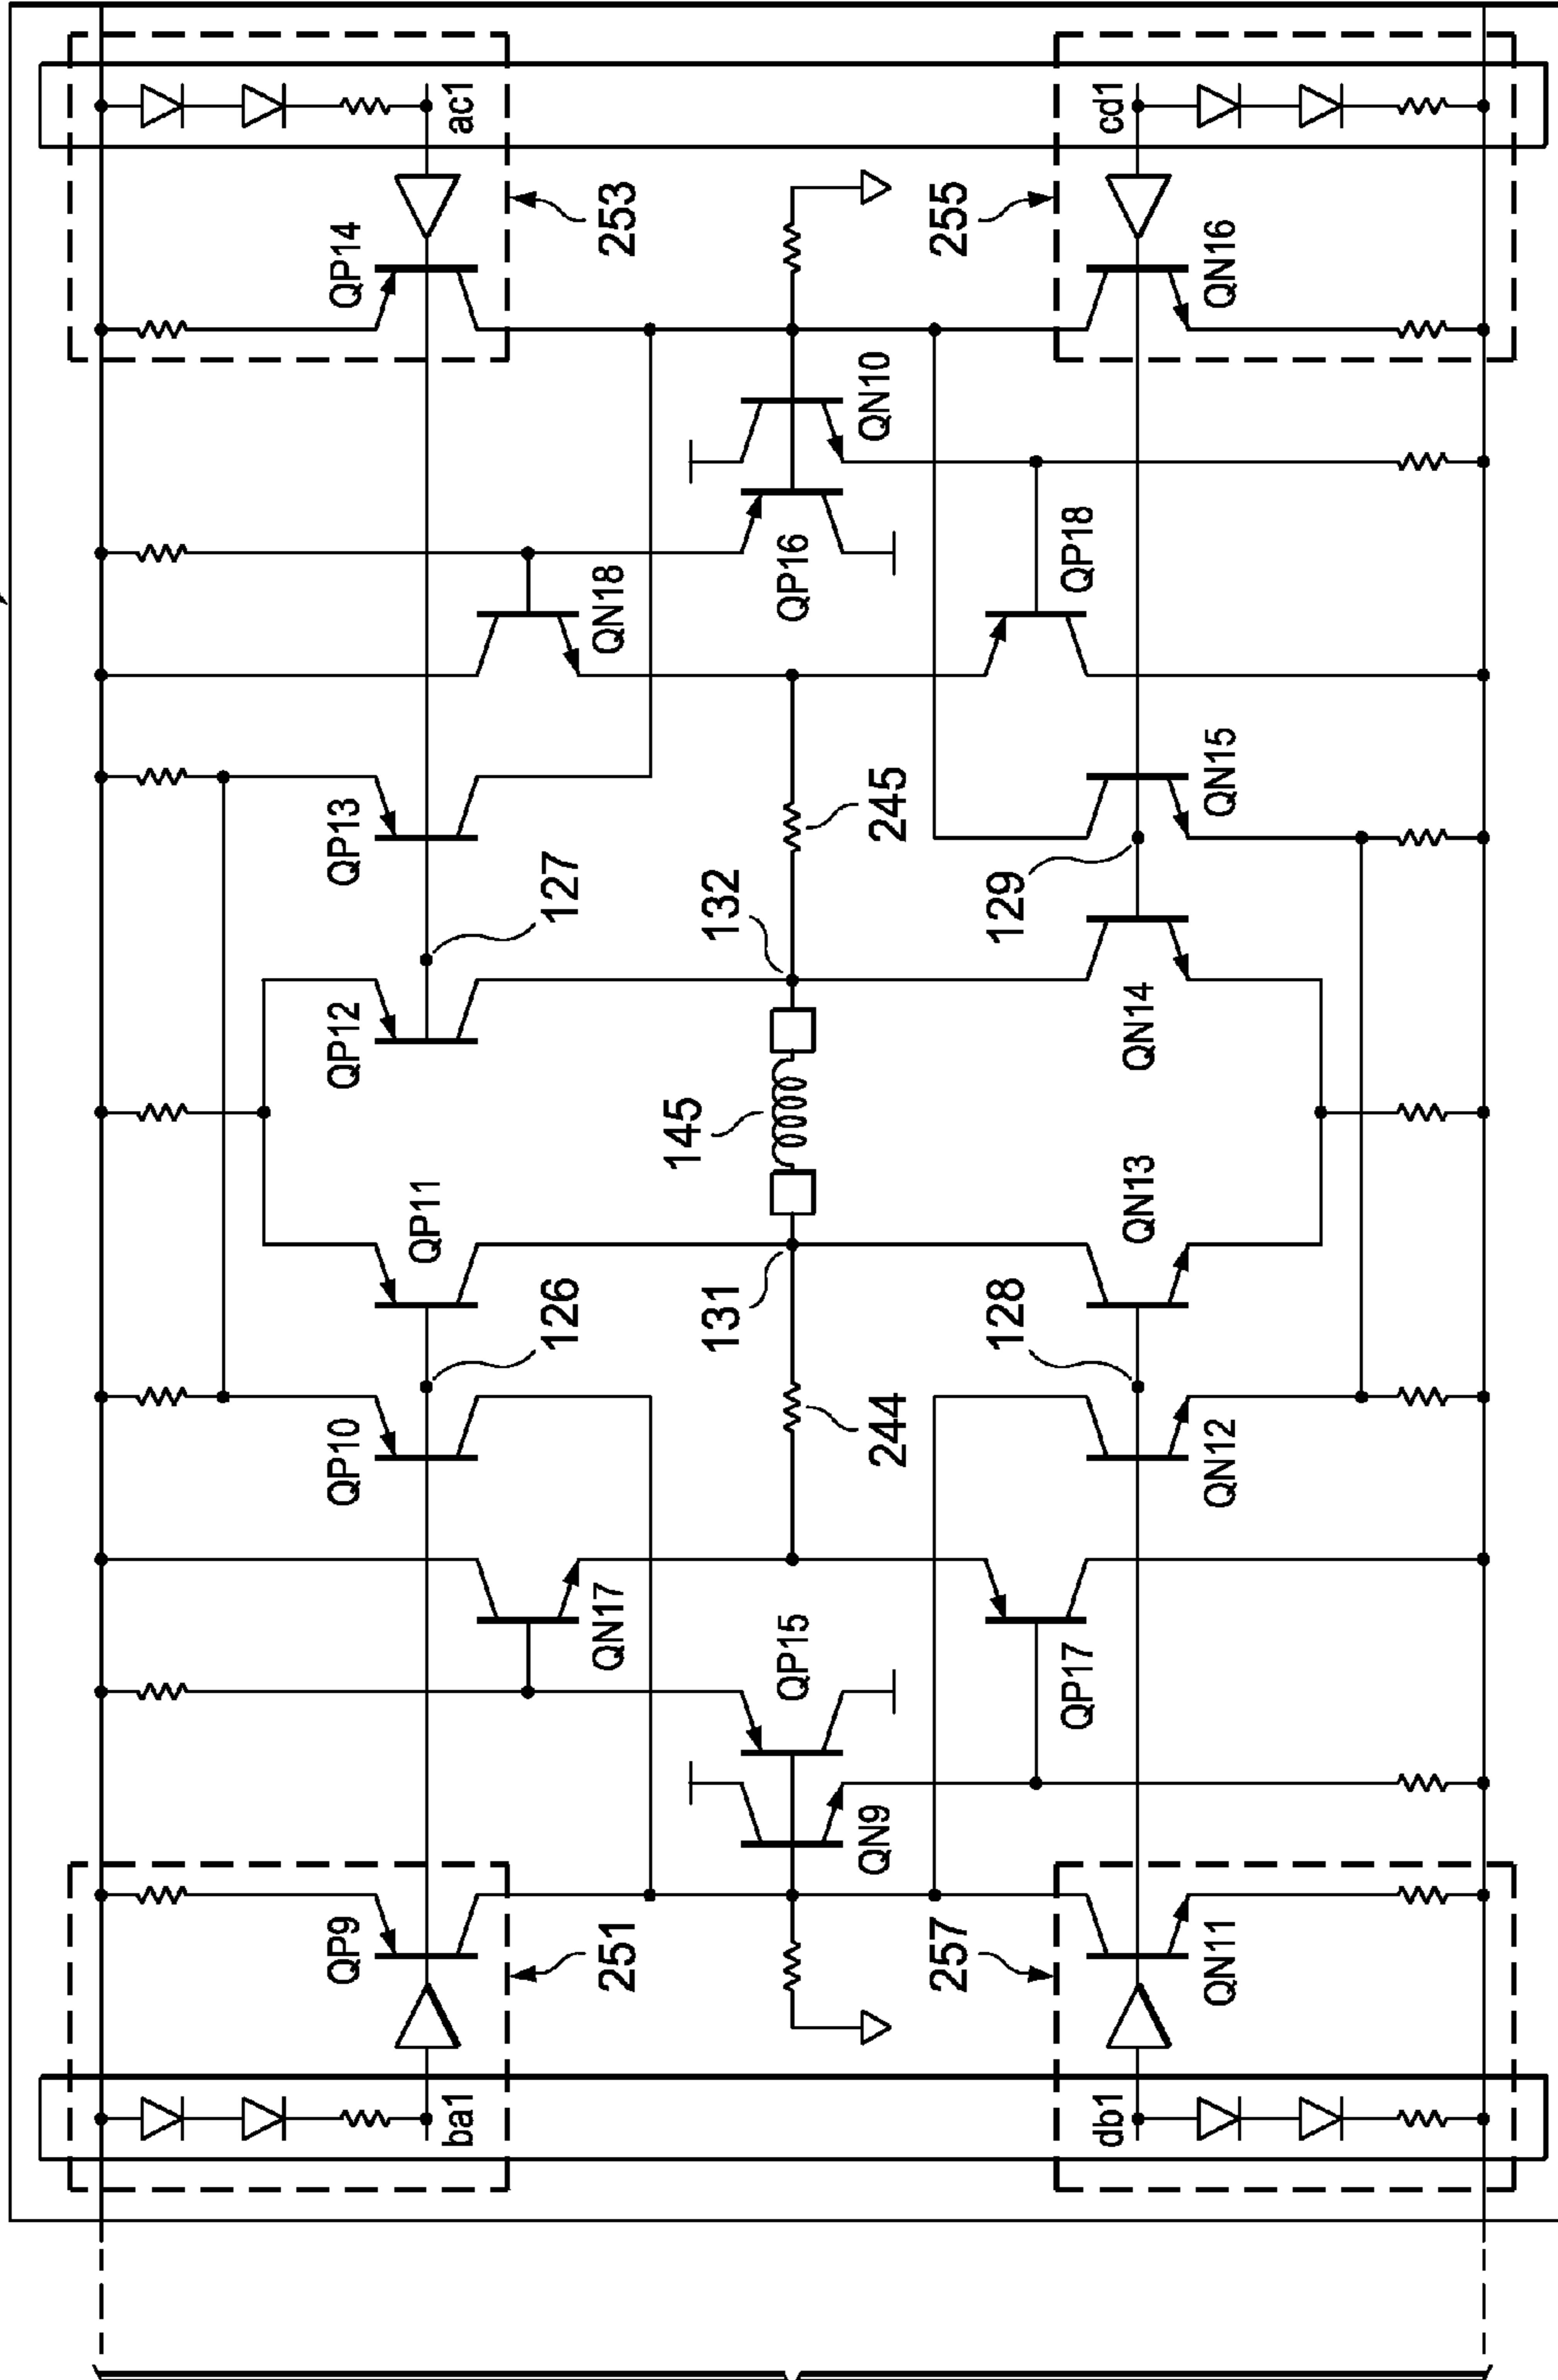 ac1
cd1
253
255
QP14
QN16
QN10
QP16
QP18
QN18
QP13
245
QN15
127
132
129
QP12
QN14
145
QP11
QN13
126
131
128
QP10
244
QN12
QN17
QP15
QP17
QN9
QP9
251
257
QN11
ba1
db1